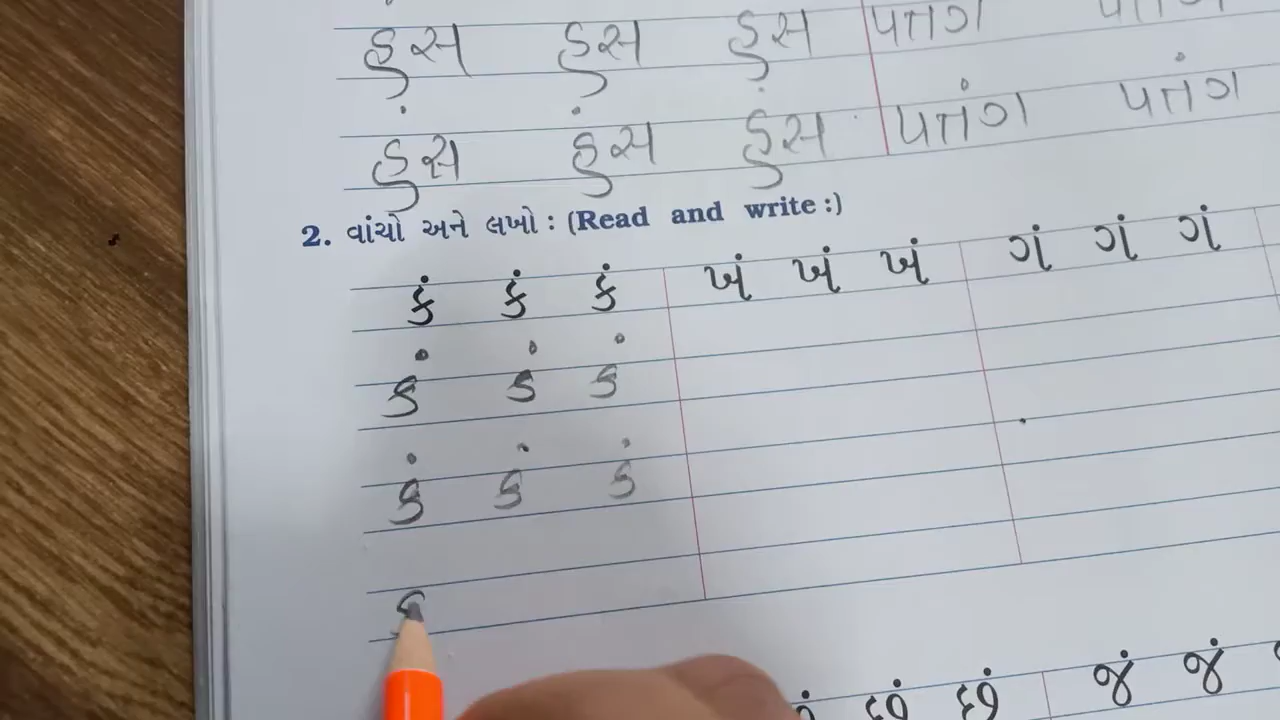 હંસ હંસ હંસ પતંગ
હંસ હંસ હંસ પતંગ પતંગ
2. વાંચો અને લખો : (Read and write :)
કં કં કં ખં ખં ખં ગં ગં ગં
કં કં કં
કં કં કં
છં છં જં જં